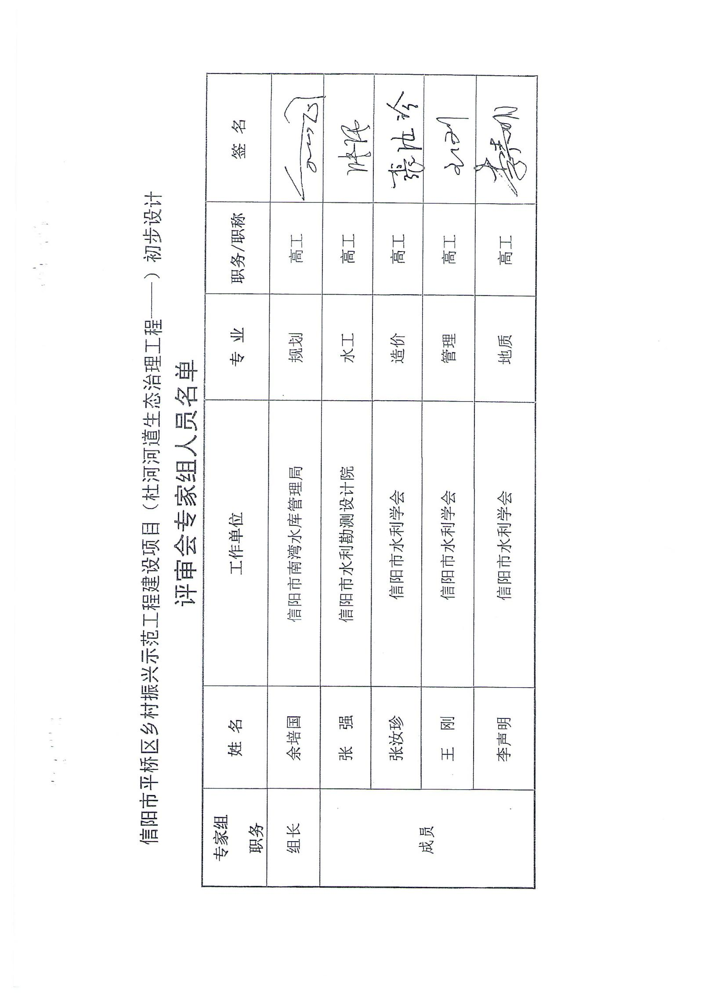 信阳市平桥区乡村振兴示范工程建设项目（杜河河道生态治理工程——）初步设计
评审会专家组人员名单
专家组职务 姓名 工作单位 专业 职务/职称 签名
组长 余培国 信阳市南湾水库管理局 规划 高工
成员 张强 信阳市水利勘测设计院 水工 高工 张强
张汝珍 信阳市水利学会 造价 高工 张汝珍
王刚 信阳市水利学会 管理 高工 王刚
李声明 信阳市水利学会 地质 高工 李声明